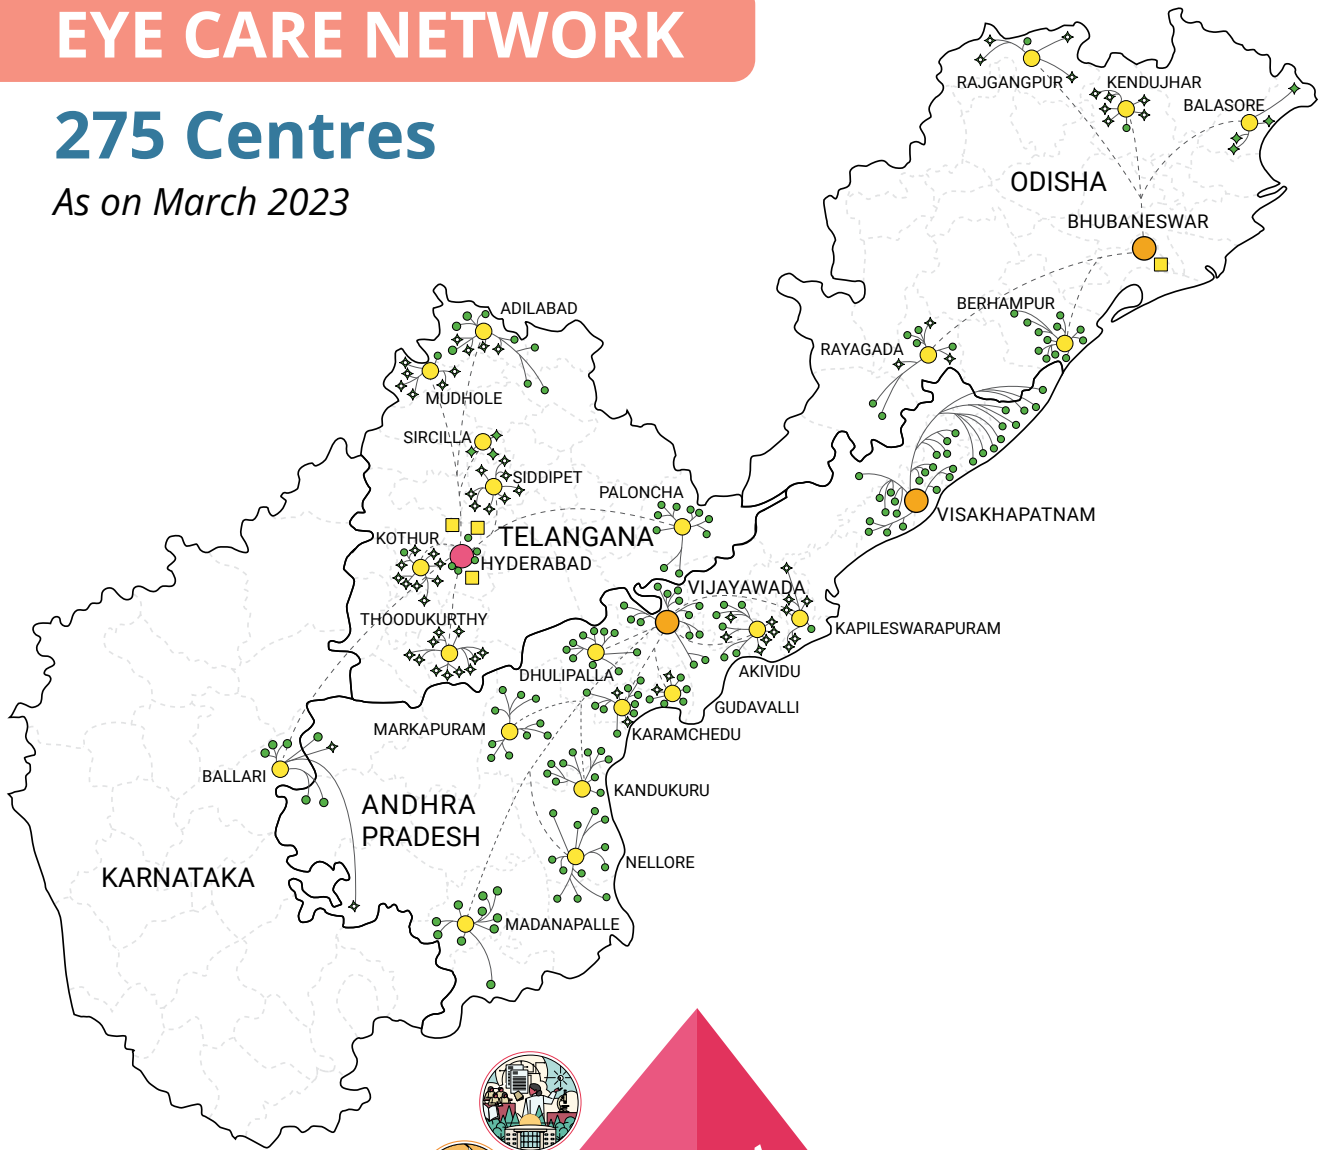 EYE CARE NETWORK
275 Centres
As on March 2023
RAJGANGPUR
KENDUJHAR
BALASORE
ODISHA
BHUBANESWAR
BERHAMPUR
RAYAGADA
ADILABAD
MUDHOLE
SIRCILLA
SIDDIPET
PALONCHA
KOTHUR
TELANGANA
HYDERABAD
VISAKHAPATNAM
THOODUKURTHY
VIJAYAWADA
KAPILESWARAPURAM
AKIVIDU
DHULIPALLA
GUDAVALLI
MARKAPURAM
KARAMCHEDU
BALLARI
KANDUKURU
ANDHRA
PRADESH
NELLORE
KARNATAKA
MADANAPALLE